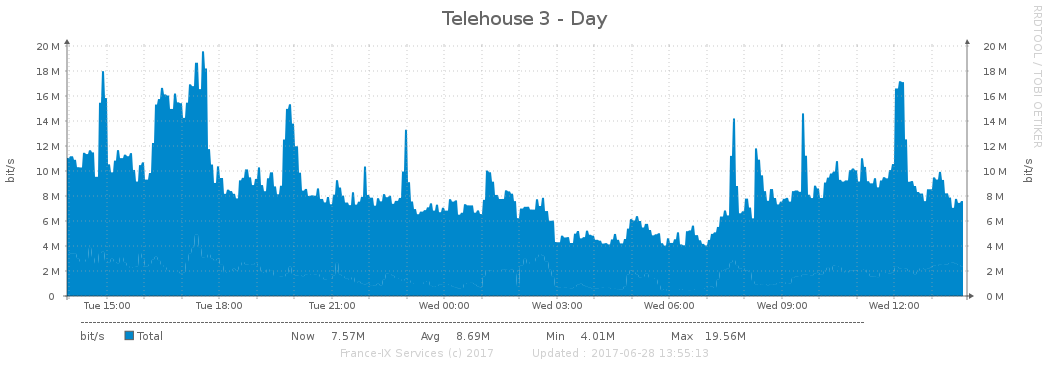 Telehouse 3 - Day
RRDTOOL / TOBI OETIKER
bit/s
20 M
18 M
16 M
14 M
12 M
10 M
8 M
6 M
4 M
2 M
0
20 M
18 M
16 M
14 M
12 M
10 M
8 M
6 M
4 M
2 M
0 M
bit/s
Tue 15:00 Tue 18:00 Tue 21:00 Wed 00:00 Wed 03:00 Wed 06:00 Wed 09:00 Wed 12:00
bit/s Total Now 7.57M Avg 8.69M Min 4.01M Max 19.56M
France-IX Services (c) 2017 Updated : 2017-06-28 13:55:13